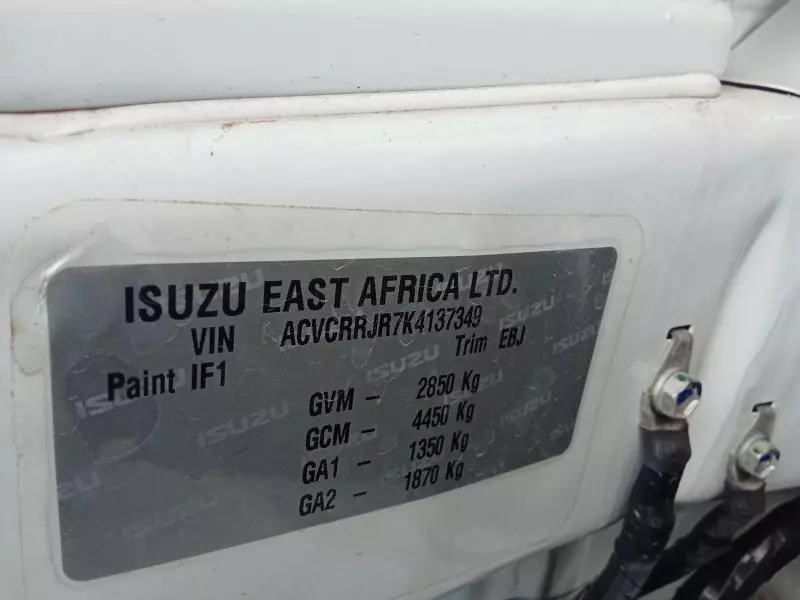 ISUZU EAST AFRICA LTD.
VIN ACVCRRJR7K4137349
Paint IF1 Trim EBJ
GVM - 2850 Kg
GCM - 4450 Kg
GA1 - 1350 Kg
GA2 - 1870 Kg